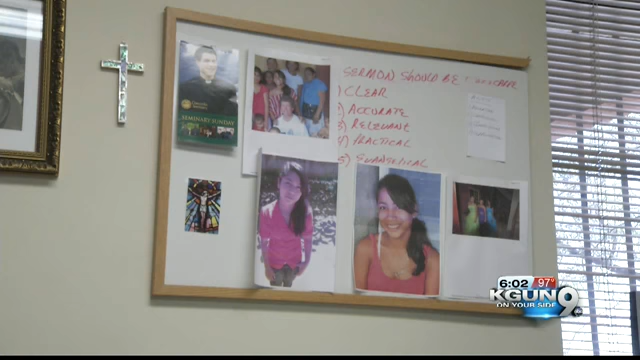 SERMON SHOULD BE
1) CLEAR
2) ACCURATE
3) RELEVANT
4) PRACTICAL
5) EVANGELICAL
SEMINARY SUNDAY
6:02 97°
KGUN 9
ON YOUR SIDE